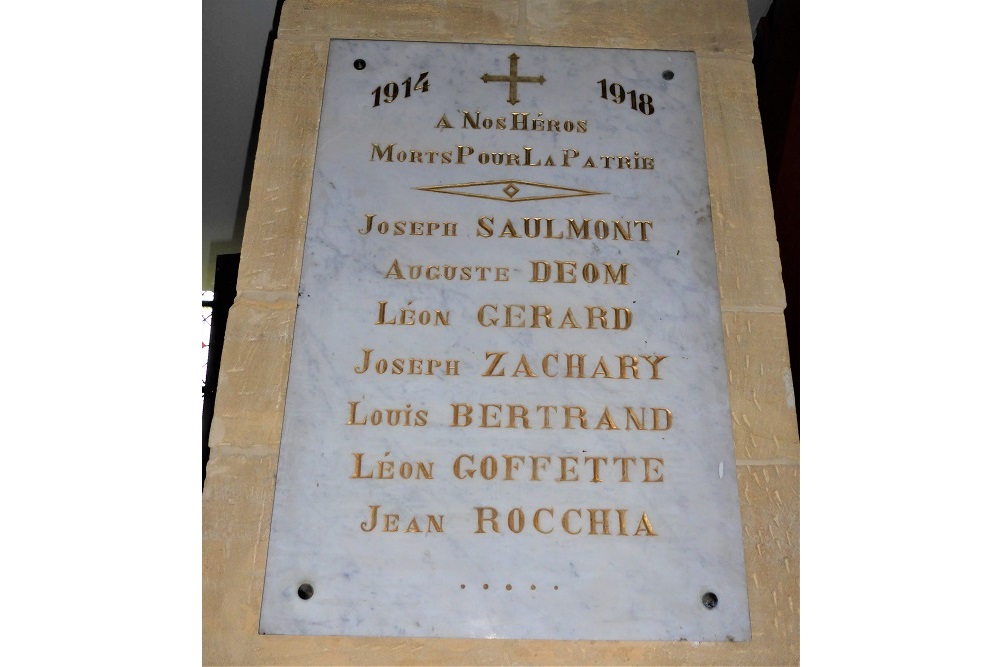 1914 1918
A NOS HÉROS
MORTS POUR LA PATRIE
JOSEPH SAULMONT
AUGUSTE DEOM
LÉON GERARD
JOSEPH ZACHARY
LOUIS BERTRAND
LÉON GOFFETTE
JEAN ROCCHIA